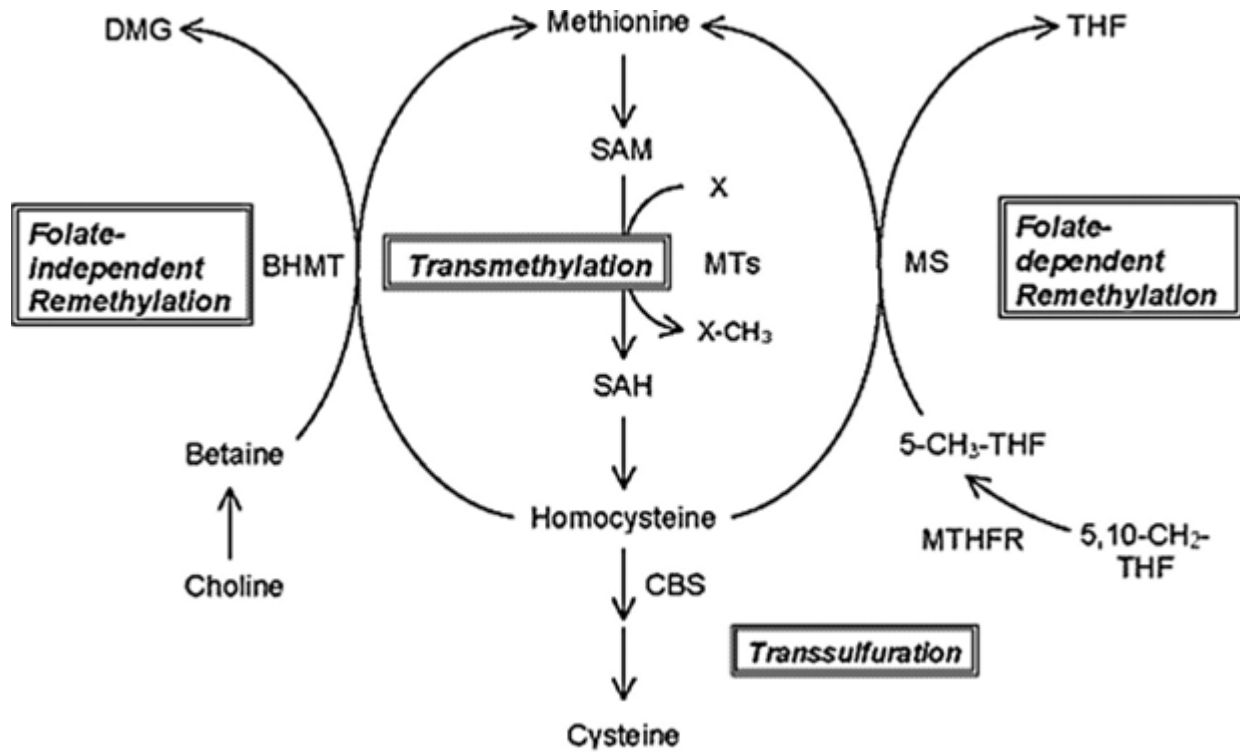 DMG
Methionine
THF
SAM
X
Folate-
independent
Remethylation
BHMT
Transmethylation
MTs
MS
Folate-
dependent
Remethylation
X-CH₃
SAH
Betaine
5-CH₃-THF
Homocysteine
MTHFR
5,10-CH₂-
THF
Choline
CBS
Transsulfuration
Cysteine